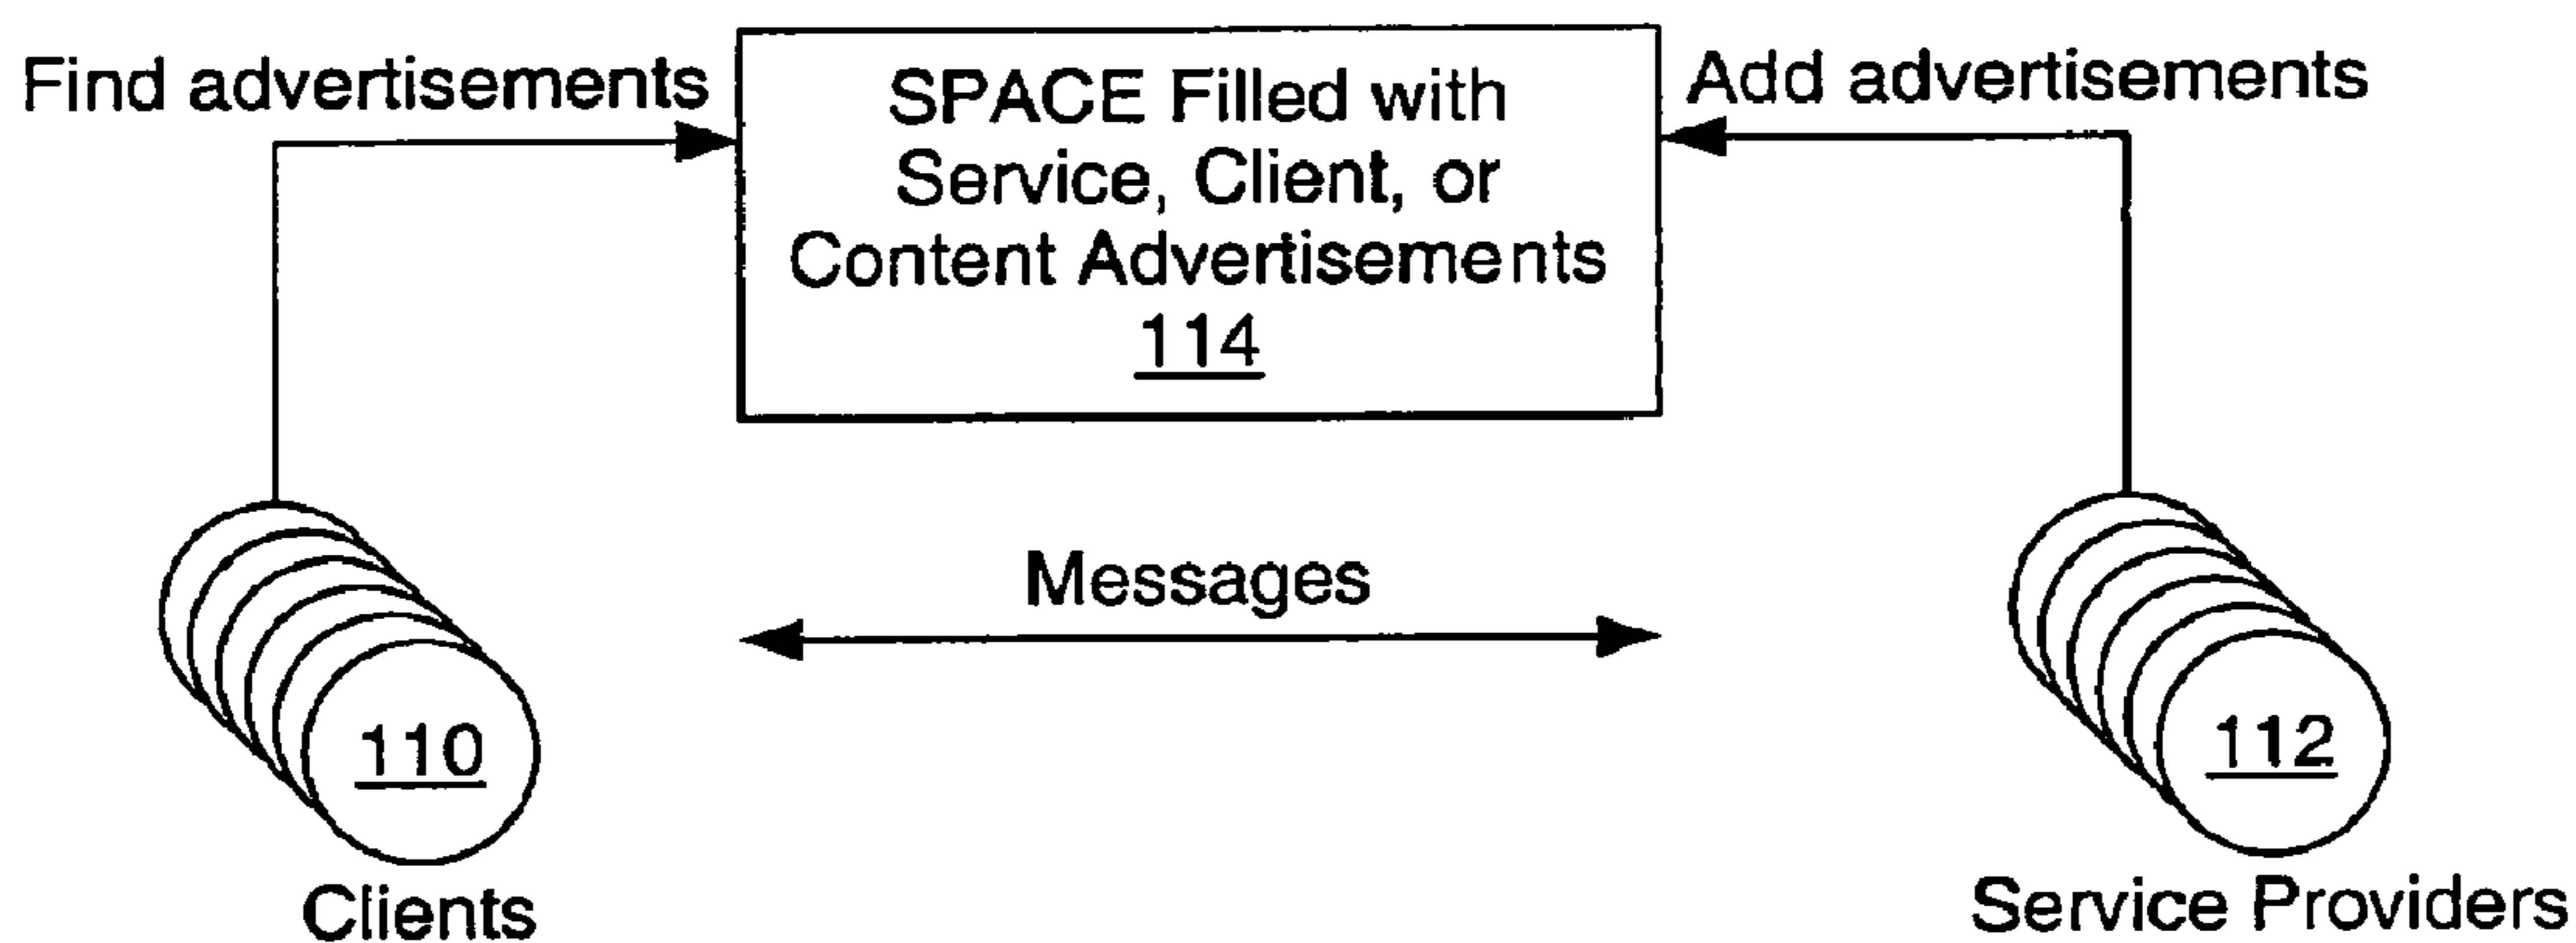 Find advertisements
SPACE Filled with
Service, Client, or
Content Advertisements
114
Add advertisements
Messages
110
Clients
112
Service Providers